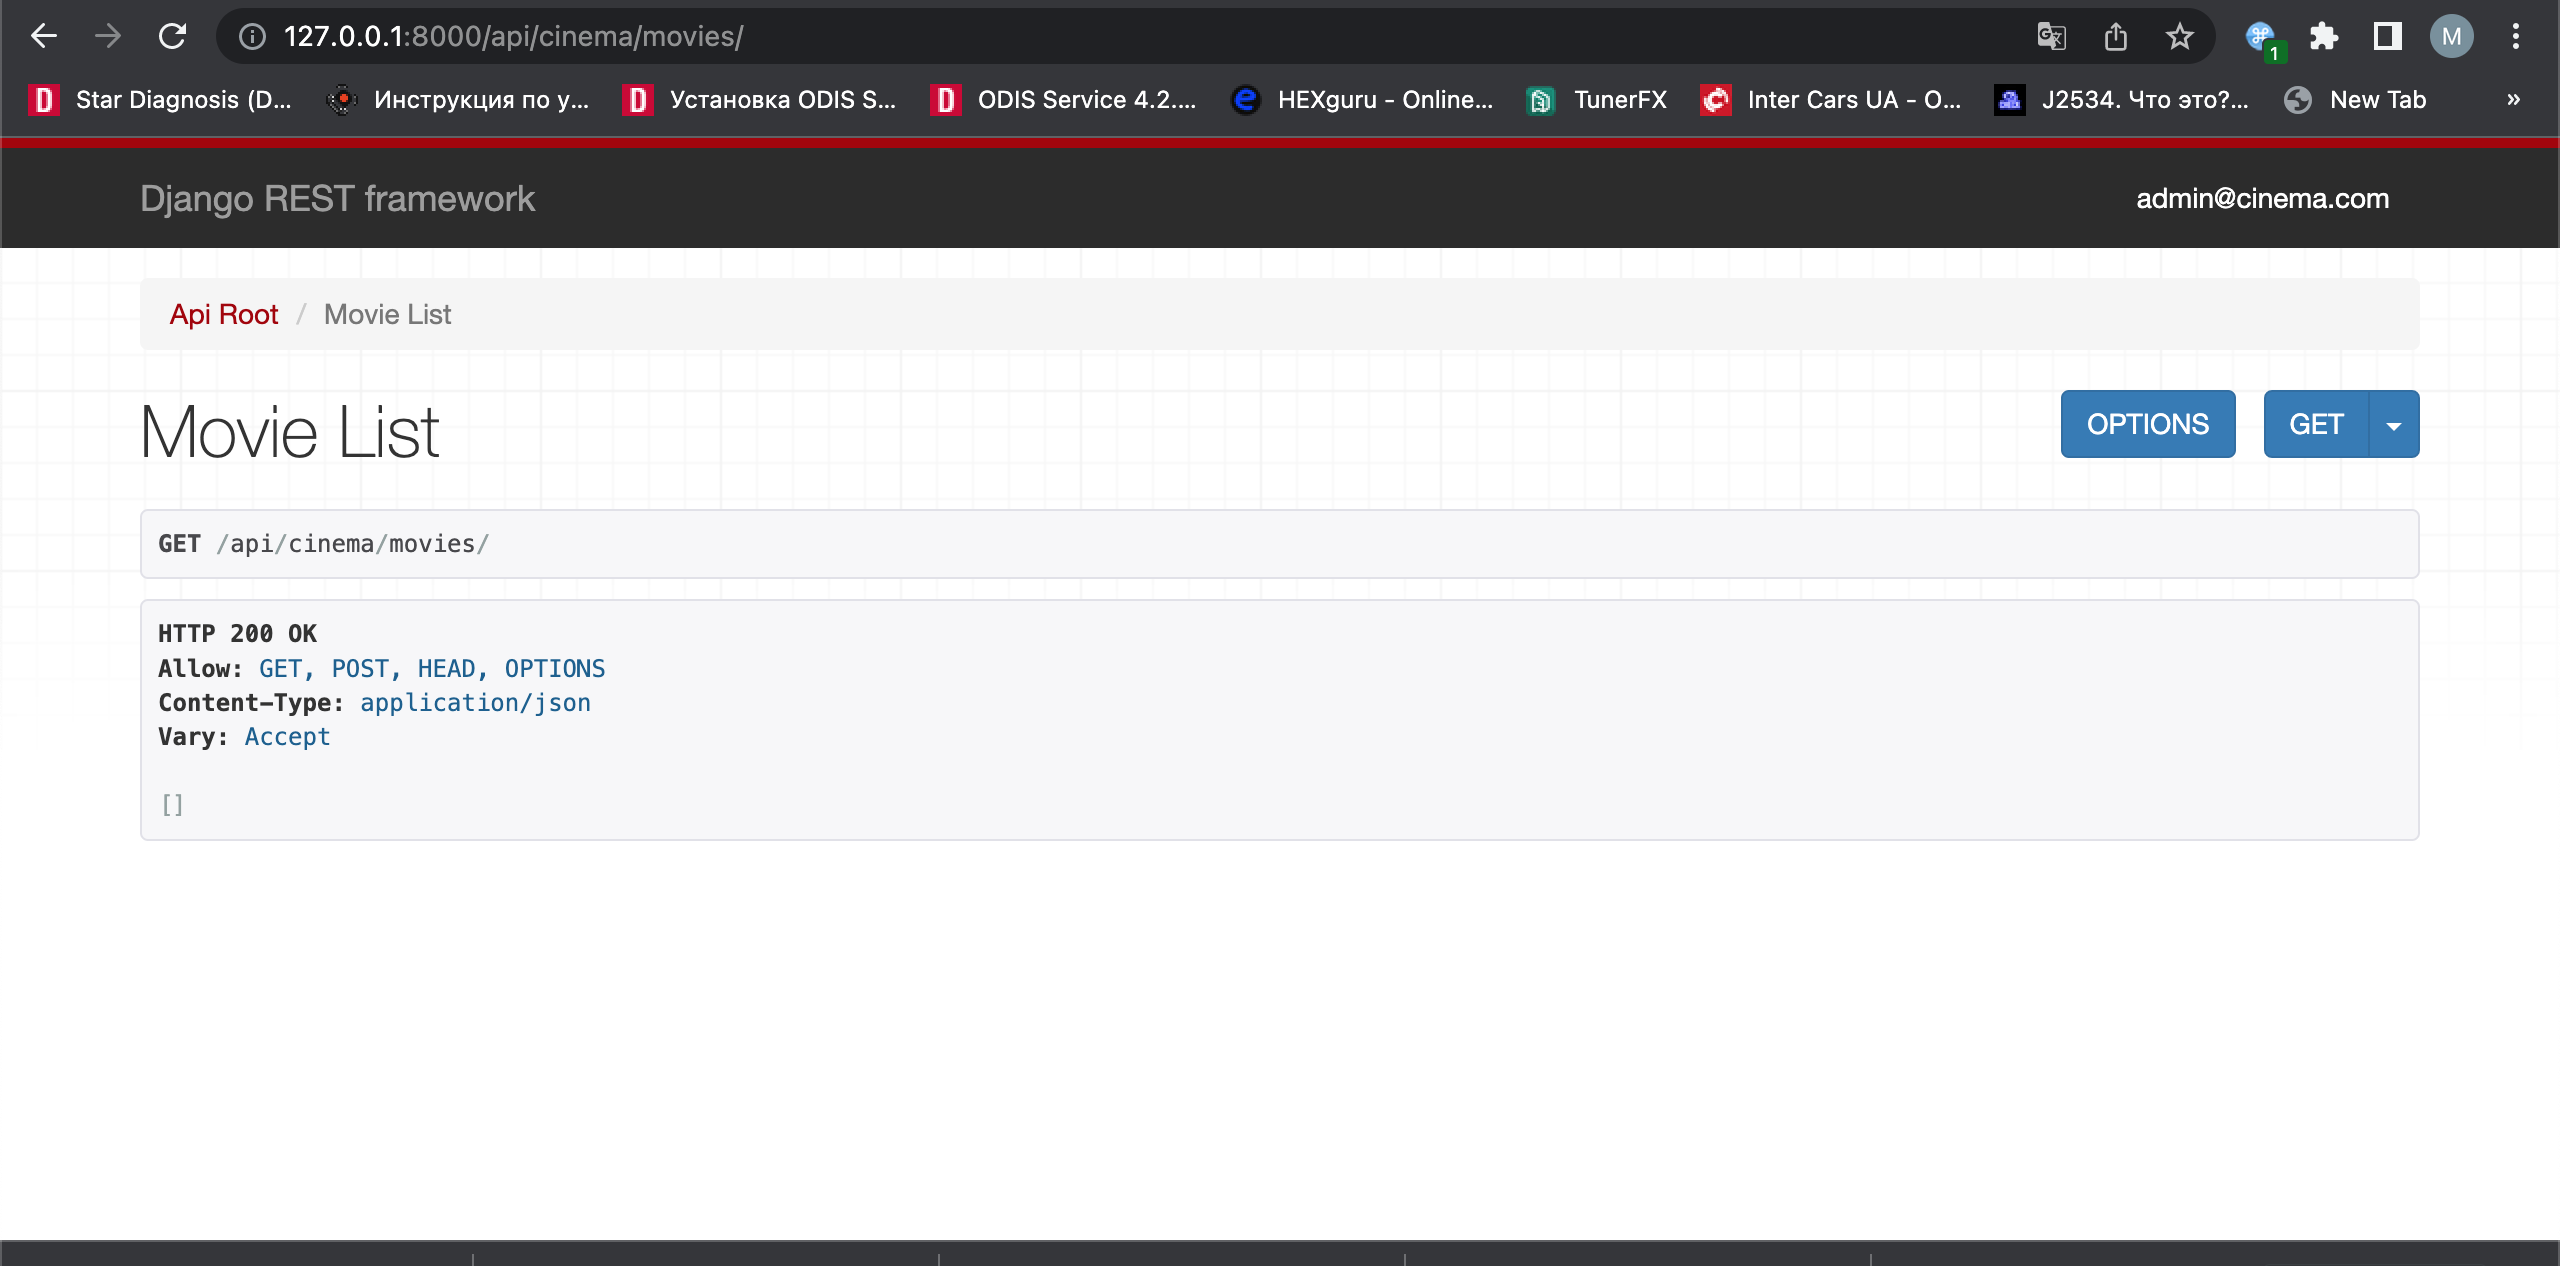 127.0.0.1:8000/api/cinema/movies/
1
M
Star Diagnosis (D...
Инструкция по у...
Установка ODIS S...
ODIS Service 4.2....
HEXguru - Online...
TunerFX
Inter Cars UA - O...
J2534. Что это?...
New Tab
»
Django REST framework
admin@cinema.com
Api Root / Movie List
Movie List
OPTIONS
GET
GET /api/cinema/movies/
HTTP 200 OK
Allow: GET, POST, HEAD, OPTIONS
Content-Type: application/json
Vary: Accept
[]